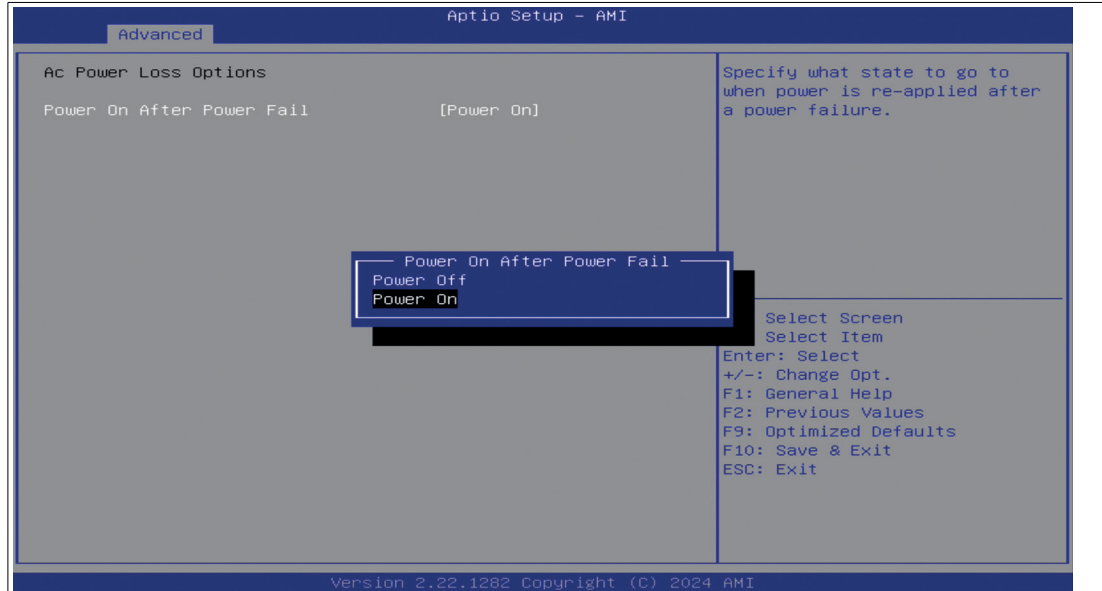 Aptio Setup – AMI
Advanced
Ac Power Loss Options
Power On After Power Fail [Power On]
Specify what state to go to
when power is re-applied after
a power failure.
Power On After Power Fail
Power Off
Power On
Select Screen
Select Item
Enter: Select
+/-: Change Opt.
F1: General Help
F2: Previous Values
F9: Optimized Defaults
F10: Save & Exit
ESC: Exit
Version 2.22.1282 Copyright (C) 2024 AMI